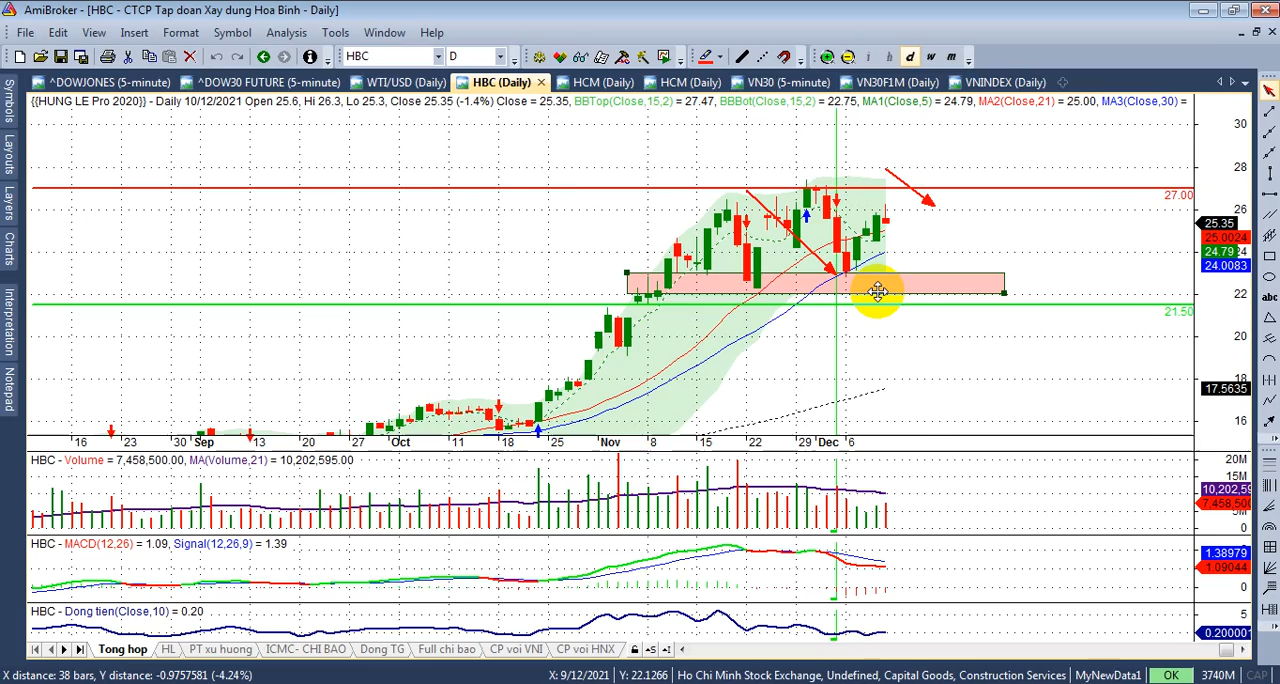 AmiBroker - [HBC - CTCP Tap doan Xay dung Hoa Binh - Daily]
File Edit View Insert Format Symbol Analysis Tools Window Help
HBC D i h d w m
^DOWJONES (5-minute) ^DOW30 FUTURE (5-minute) WTI/USD (Daily) HBC (Daily) HCM (Daily) HCM (Daily) VN30 (5-minute) VN30F1M (Daily) VNINDEX (Daily)
Symbols
Layouts
Layers
Charts
Interpretation
Notepad
abc
{{HUNG LE Pro 2020}} - Daily 10/12/2021 Open 25.6, Hi 26.3, Lo 25.3, Close 25.35 (-1.4%) Close = 25.35, BBTop(Close,15,2) = 27.47, BBBot(Close,15,2) = 22.75, MA1(Close,5) = 24.79, MA2(Close,21) = 25.00, MA3(Close,30) =
30
28
27.00
26
25.35
25.0024
24.79
24.0083
22
21.50
20
18
17.5635
16
16 23 30 Sep 13 20 27 Oct 11 18 25 Nov 8 15 22 29 Dec 6
HBC - Volume = 7,458,500.00, MA(Volume,21) = 10,202,595.00
20M
15M
10,202,59
7,458,500
0
HBC - MACD(12,26) = 1.09, Signal(12,26,9) = 1.39
1.38979
1.09044
0
HBC - Dong tien(Close,10) = 0.20
5
0.200001
Tong hop HL PT xu huong ICMC- CHI BAO Dong TG Full chi bao CP voi VNI CP voi HNX
X distance: 38 bars, Y distance: -0.9757581 (-4.24%) X: 9/12/2021 Y: 22.1266 Ho Chi Minh Stock Exchange, Undefined, Capital Goods, Construction Services MyNewData1 OK 3740M CAP